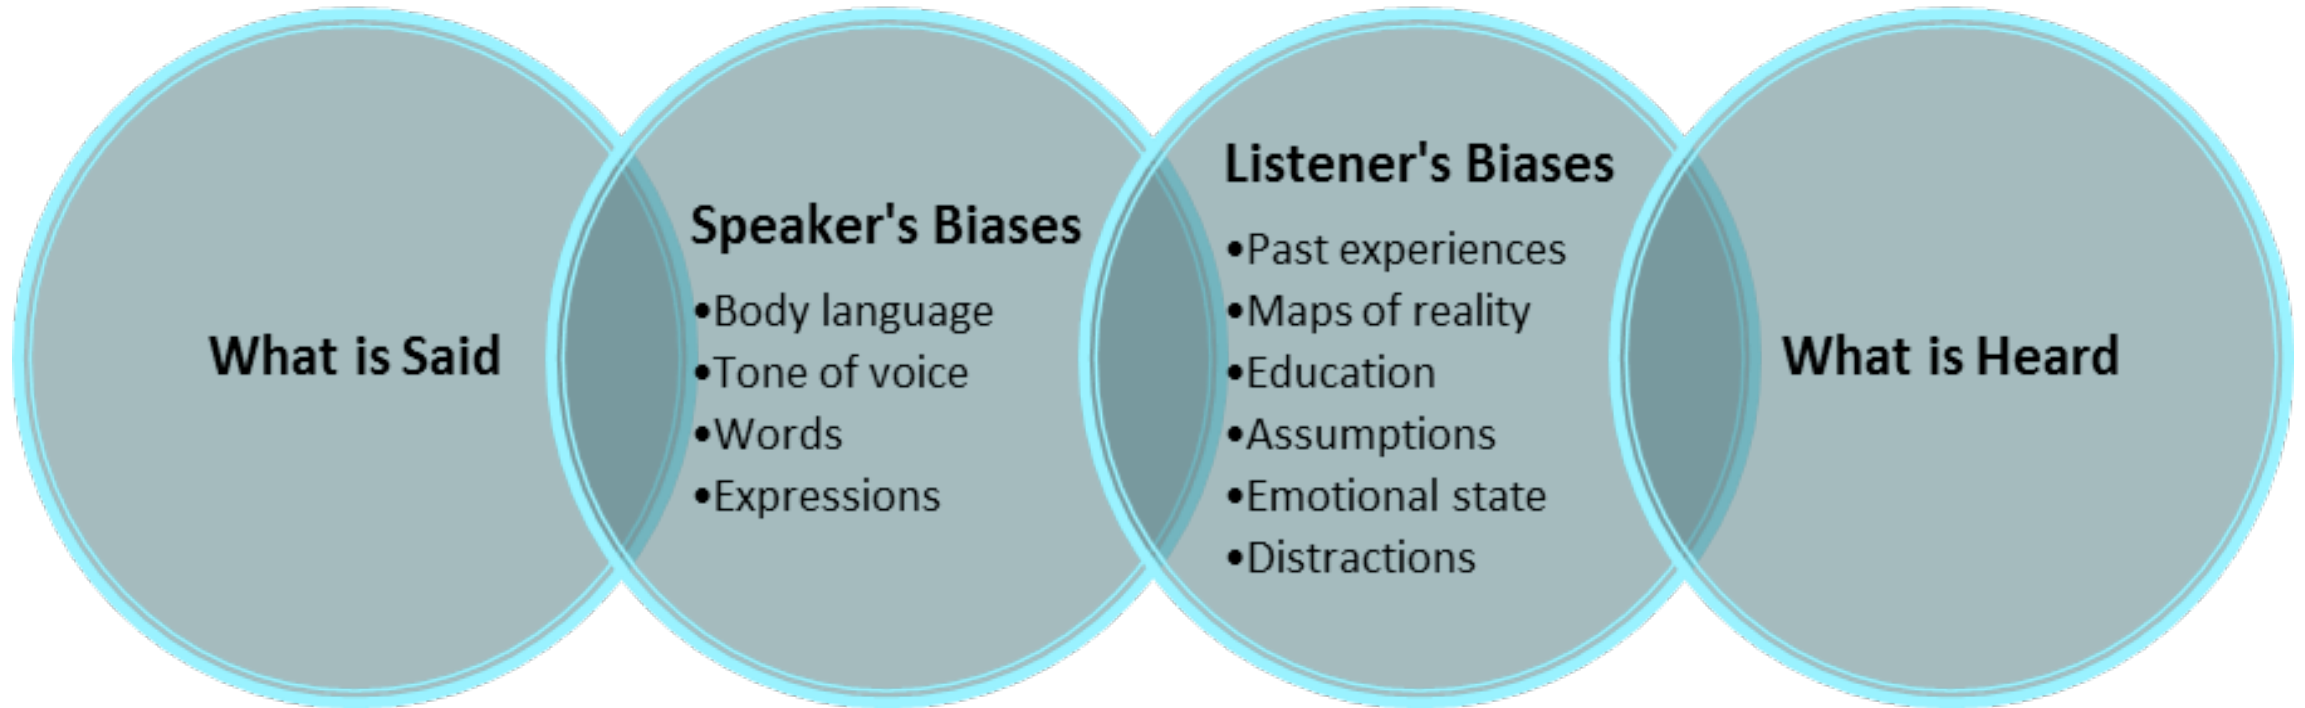 What is Said
Speaker's Biases
•Body language
•Tone of voice
•Words
•Expressions
Listener's Biases
•Past experiences
•Maps of reality
•Education
•Assumptions
•Emotional state
•Distractions
What is Heard